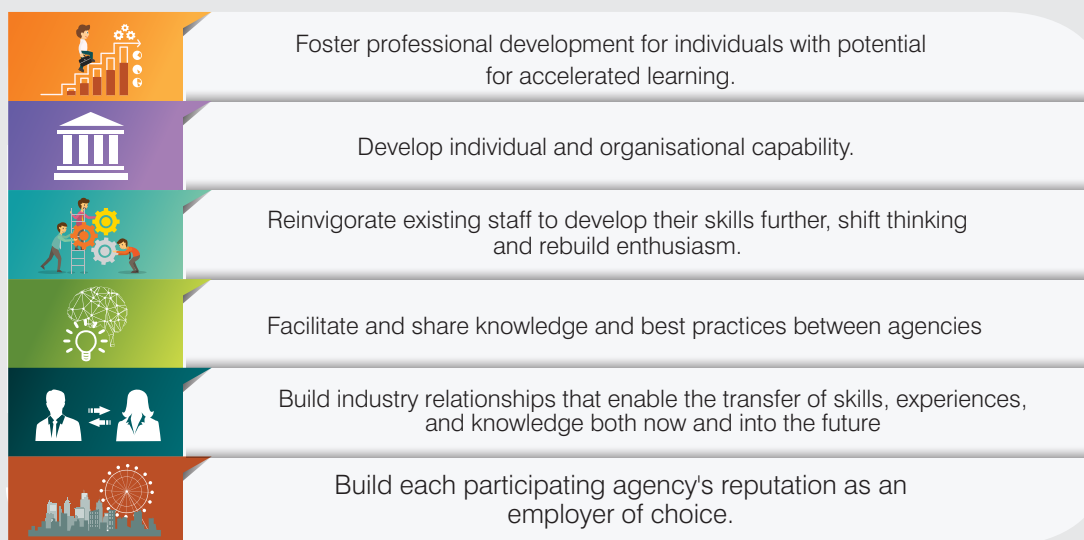 Foster professional development for individuals with potential
for accelerated learning.
Develop individual and organisational capability.
Reinvigorate existing staff to develop their skills further, shift thinking
and rebuild enthusiasm.
Facilitate and share knowledge and best practices between agencies
Build industry relationships that enable the transfer of skills, experiences,
and knowledge both now and into the future
Build each participating agency's reputation as an
employer of choice.